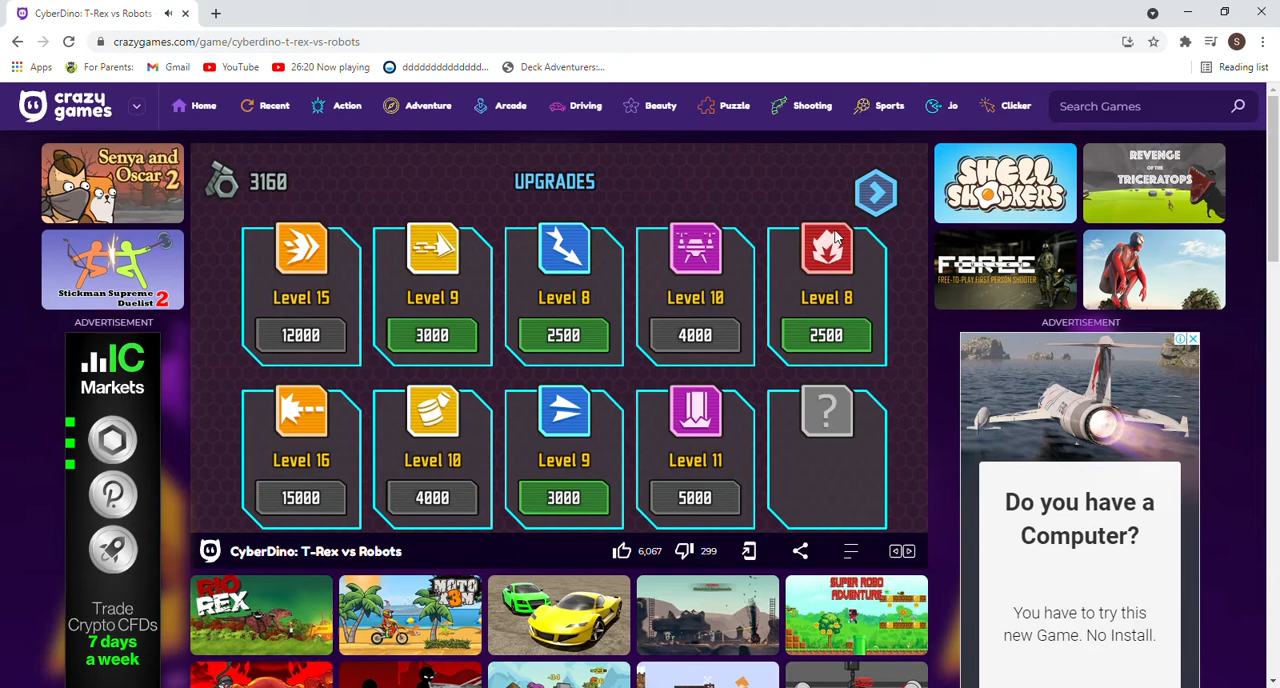 CyberDino: T-Rex vs Robots
crazygames.com/game/cyberdino-t-rex-vs-robots
S
Apps
For Parents:
Gmail
YouTube
26:20 Now playing
ddddddddddddddd...
Deck Adventurers:...
Reading list
crazy games
Home
Recent
Action
Adventure
Arcade
Driving
Beauty
Puzzle
Shooting
Sports
.io
Clicker
Search Games
Senya and Oscar 2
Stickman Supreme Duelist 2
3160
UPGRADES
Level 15
Level 9
Level 8
Level 10
Level 8
12000
3000
2500
4000
2500
?
Level 16
Level 10
Level 9
Level 11
15000
4000
3000
5000
SHELL SHOCKERS
REVENGE
OF THE
TRICERATOPS
FORCE
FREE-TO-PLAY FIRST PERSON SHOOTER
ADVERTISEMENT
IC
Markets
Trade
Crypto CFDs
7 days
a week
ADVERTISEMENT
Do you have a
Computer?
You have to try this
new Game. No Install.
CyberDino: T-Rex vs Robots
6,067
299
RIO REX
MOTO X3M
SUPER ROBO
ADVENTURE